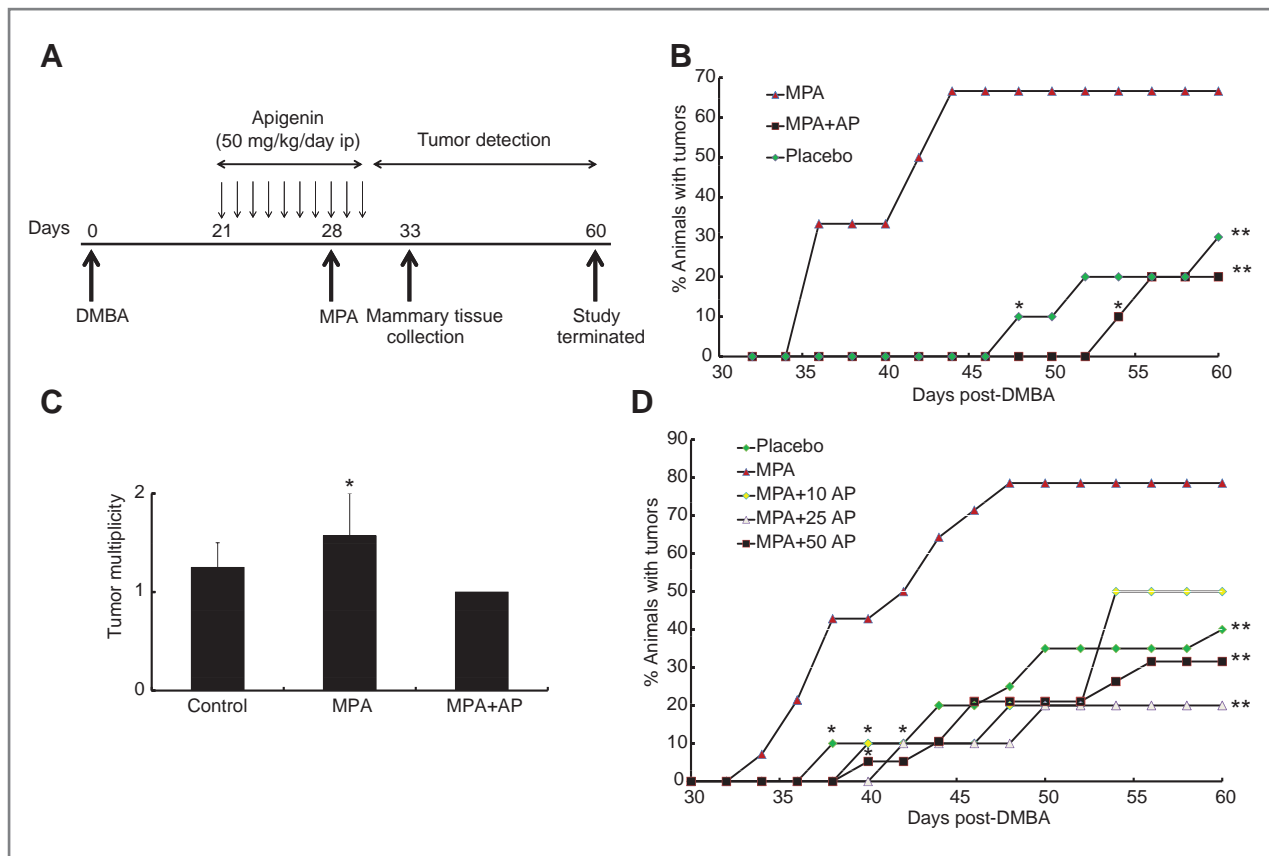 A
Apigenin
(50 mg/kg/day ip)
Tumor detection
Days
0
21
28
33
60
DMBA
MPA
Mammary tissue
collection
Study
terminated
B
70
60
50
40
30
20
10
0
% Animals with tumors
MPA
MPA+AP
Placebo
*
*
**
**
30
35
40
45
50
55
60
Days post-DMBA
C
2
1
0
Tumor multiplicity
*
Control
MPA
MPA+AP
D
90
80
70
60
50
40
30
20
10
0
% Animals with tumors
Placebo
MPA
MPA+10 AP
MPA+25 AP
MPA+50 AP
*
*
*
*
**
**
**
30
35
40
45
50
55
60
Days post-DMBA